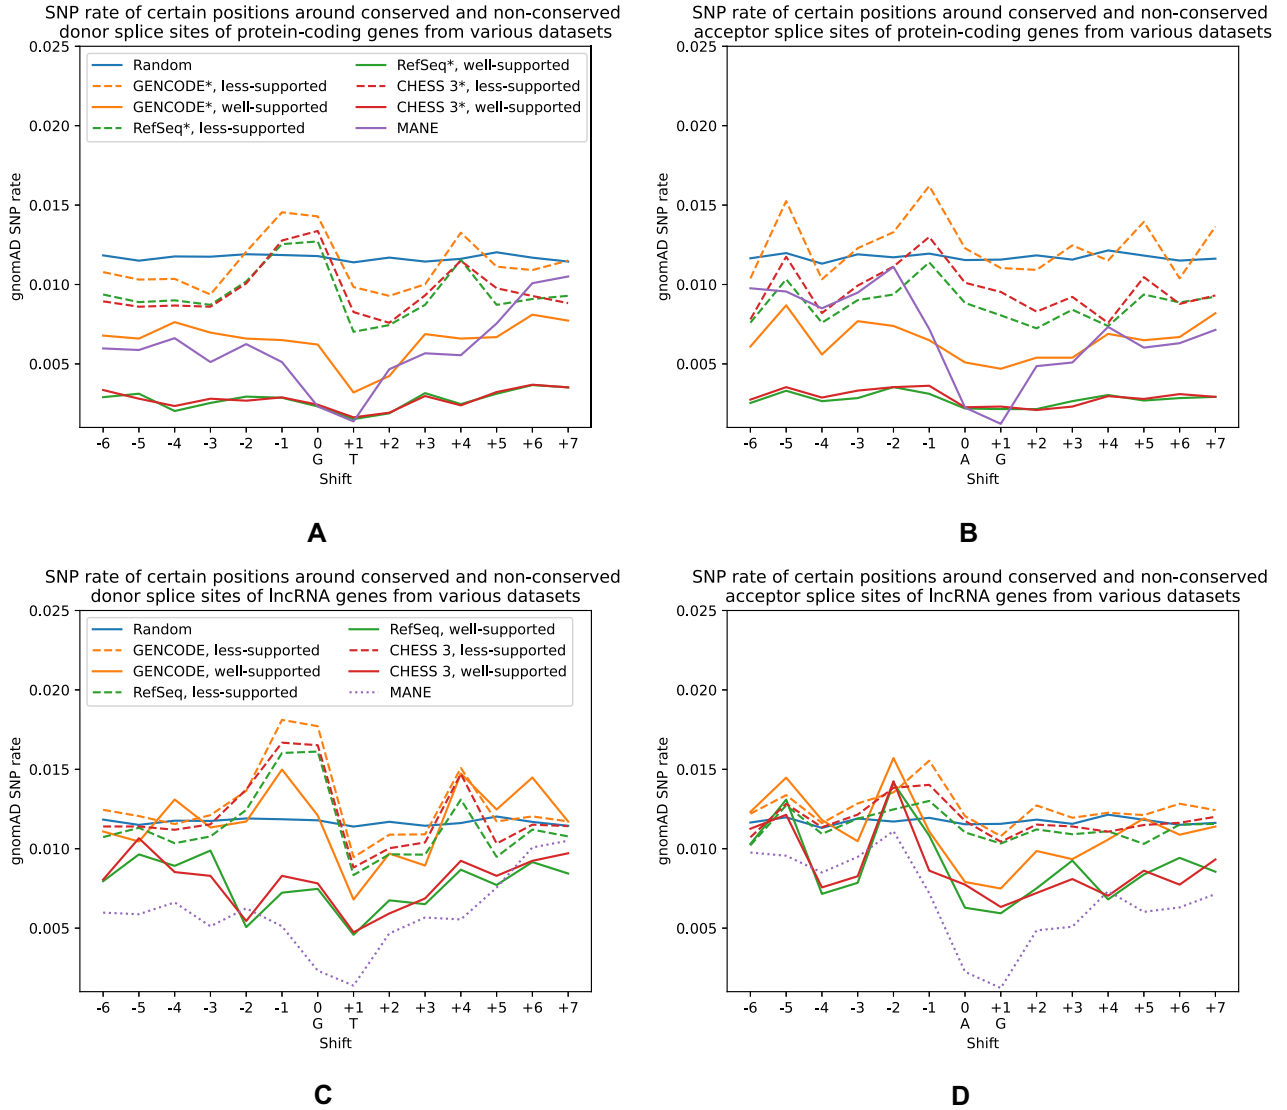 SNP rate of certain positions around conserved and non-conserved
donor splice sites of protein-coding genes from various datasets
0.025
0.020
0.015
0.010
0.005
gnomAD SNP rate
Random
GENCODE*, less-supported
GENCODE*, well-supported
RefSeq*, less-supported
RefSeq*, well-supported
CHESS 3*, less-supported
CHESS 3*, well-supported
MANE
-6 -5 -4 -3 -2 -1 0 +1 +2 +3 +4 +5 +6 +7
G T
Shift
A
SNP rate of certain positions around conserved and non-conserved
acceptor splice sites of protein-coding genes from various datasets
0.025
0.020
0.015
0.010
0.005
gnomAD SNP rate
-6 -5 -4 -3 -2 -1 0 +1 +2 +3 +4 +5 +6 +7
A G
Shift
B
SNP rate of certain positions around conserved and non-conserved
donor splice sites of lncRNA genes from various datasets
0.025
0.020
0.015
0.010
0.005
gnomAD SNP rate
Random
GENCODE, less-supported
GENCODE, well-supported
RefSeq, less-supported
RefSeq, well-supported
CHESS 3, less-supported
CHESS 3, well-supported
MANE
-6 -5 -4 -3 -2 -1 0 +1 +2 +3 +4 +5 +6 +7
G T
Shift
C
SNP rate of certain positions around conserved and non-conserved
acceptor splice sites of lncRNA genes from various datasets
0.025
0.020
0.015
0.010
0.005
gnomAD SNP rate
-6 -5 -4 -3 -2 -1 0 +1 +2 +3 +4 +5 +6 +7
A G
Shift
D